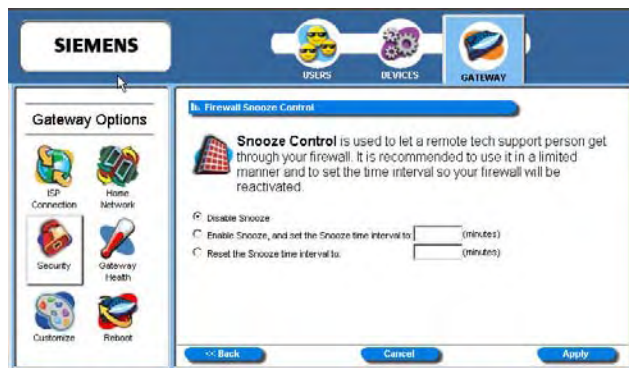 SIEMENS
USERS
DEVICES
GATEWAY
Gateway Options
ISP
Connection
Home
Network
Security
Gateway
Health
Customize
Reboot
Firewall Snooze Control
Snooze Control is used to let a remote tech support person get
through your firewall. It is recommended to use it in a limited
manner and to set the time interval so your firewall will be
reactivated.
Disable Snooze
Enable Snooze, and set the Snooze time interval to: (minutes)
Reset the Snooze time interval to: (minutes)
<< Back
Cancel
Apply